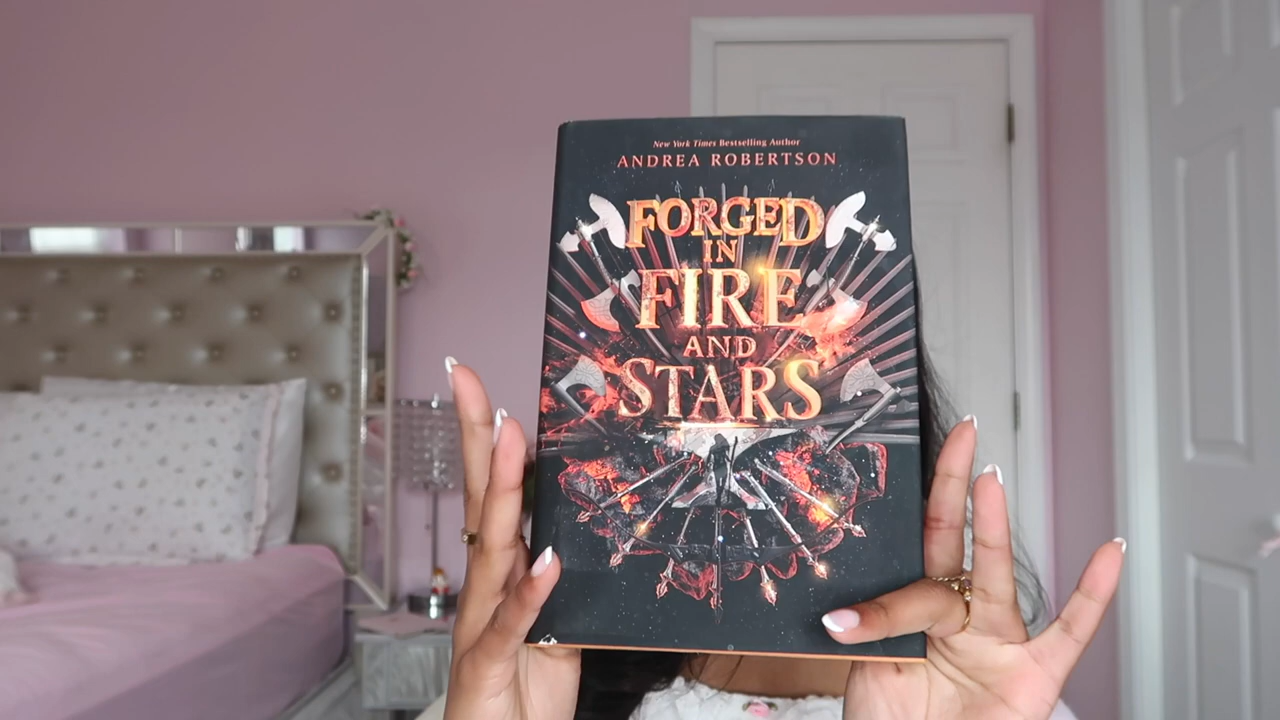 New York Times Bestselling Author
ANDREA ROBERTSON
FORGED
IN
FIRE
AND
STARS